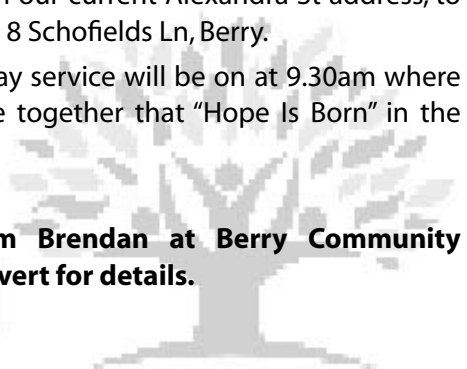 our current Alexandra St address, to
8 Schofields Ln, Berry.
ay service will be on at 9.30am where
e together that “Hope Is Born” in the
m Brendan at Berry Community
vert for details.